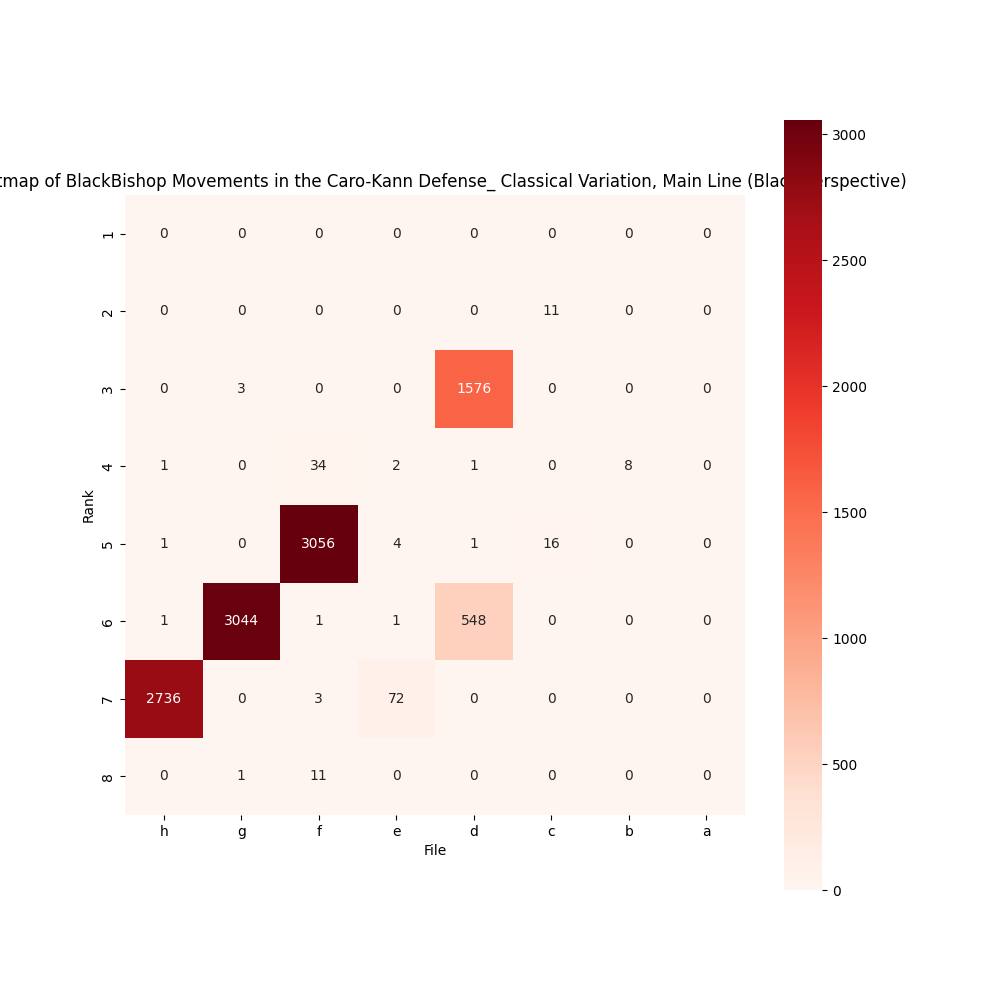 3000
tmap of BlackBishop Movements in the Caro-Kann Defense_ Classical Variation, Main Line (Blac erspective)
1 0 0 0 0 0 0 0 0
2500
2 0 0 0 0 0 11 0 0
3 0 3 0 0 1576 0 0 0
2000
4 1 0 34 2 1 0 8 0
Rank
1500
5 1 0 3056 4 1 16 0 0
6 1 3044 1 1 548 0 0 0
1000
7 2736 0 3 72 0 0 0 0
500
8 0 1 11 0 0 0 0 0
h g f e d c b a
File
0